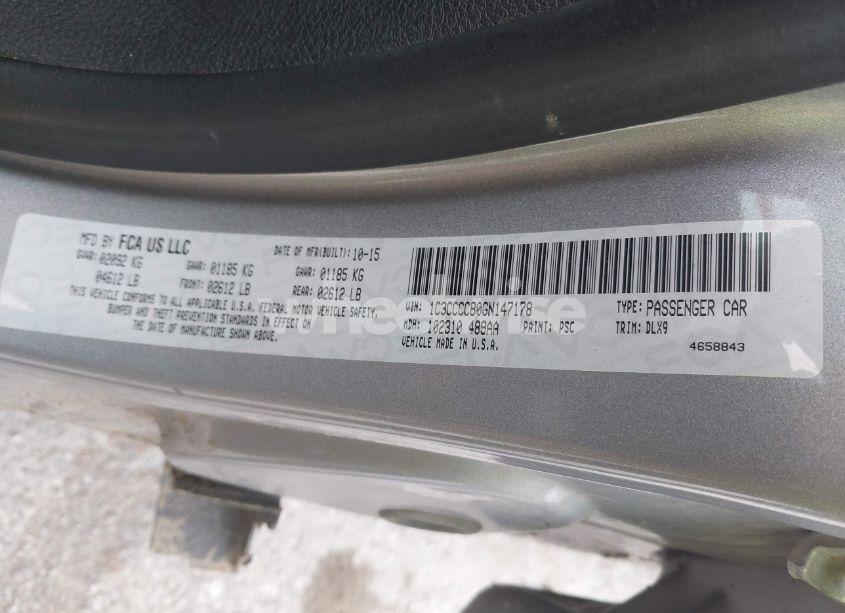 MFD BY FCA US LLC
DATE OF MFR(BUILT): 10-15
GAWR: 02092 KG
GAWR: 01185 KG
GAWR: 01185 KG
04612 LB
FRONT: 02612 LB
REAR: 02612 LB
THIS VEHICLE CONFORMS TO ALL APPLICABLE U.S.A. FEDERAL MOTOR VEHICLE SAFETY,
BUMPER AND THEFT PREVENTION STANDARDS IN EFFECT ON
THE DATE OF MANUFACTURE SHOWN ABOVE.
VIN: 1C3CCCCB0GN147178
TYPE: PASSENGER CAR
MDH: 102310 489AA
PAINT: PSC
TRIM: DLX9
VEHICLE MADE IN U.S.A.
4658843